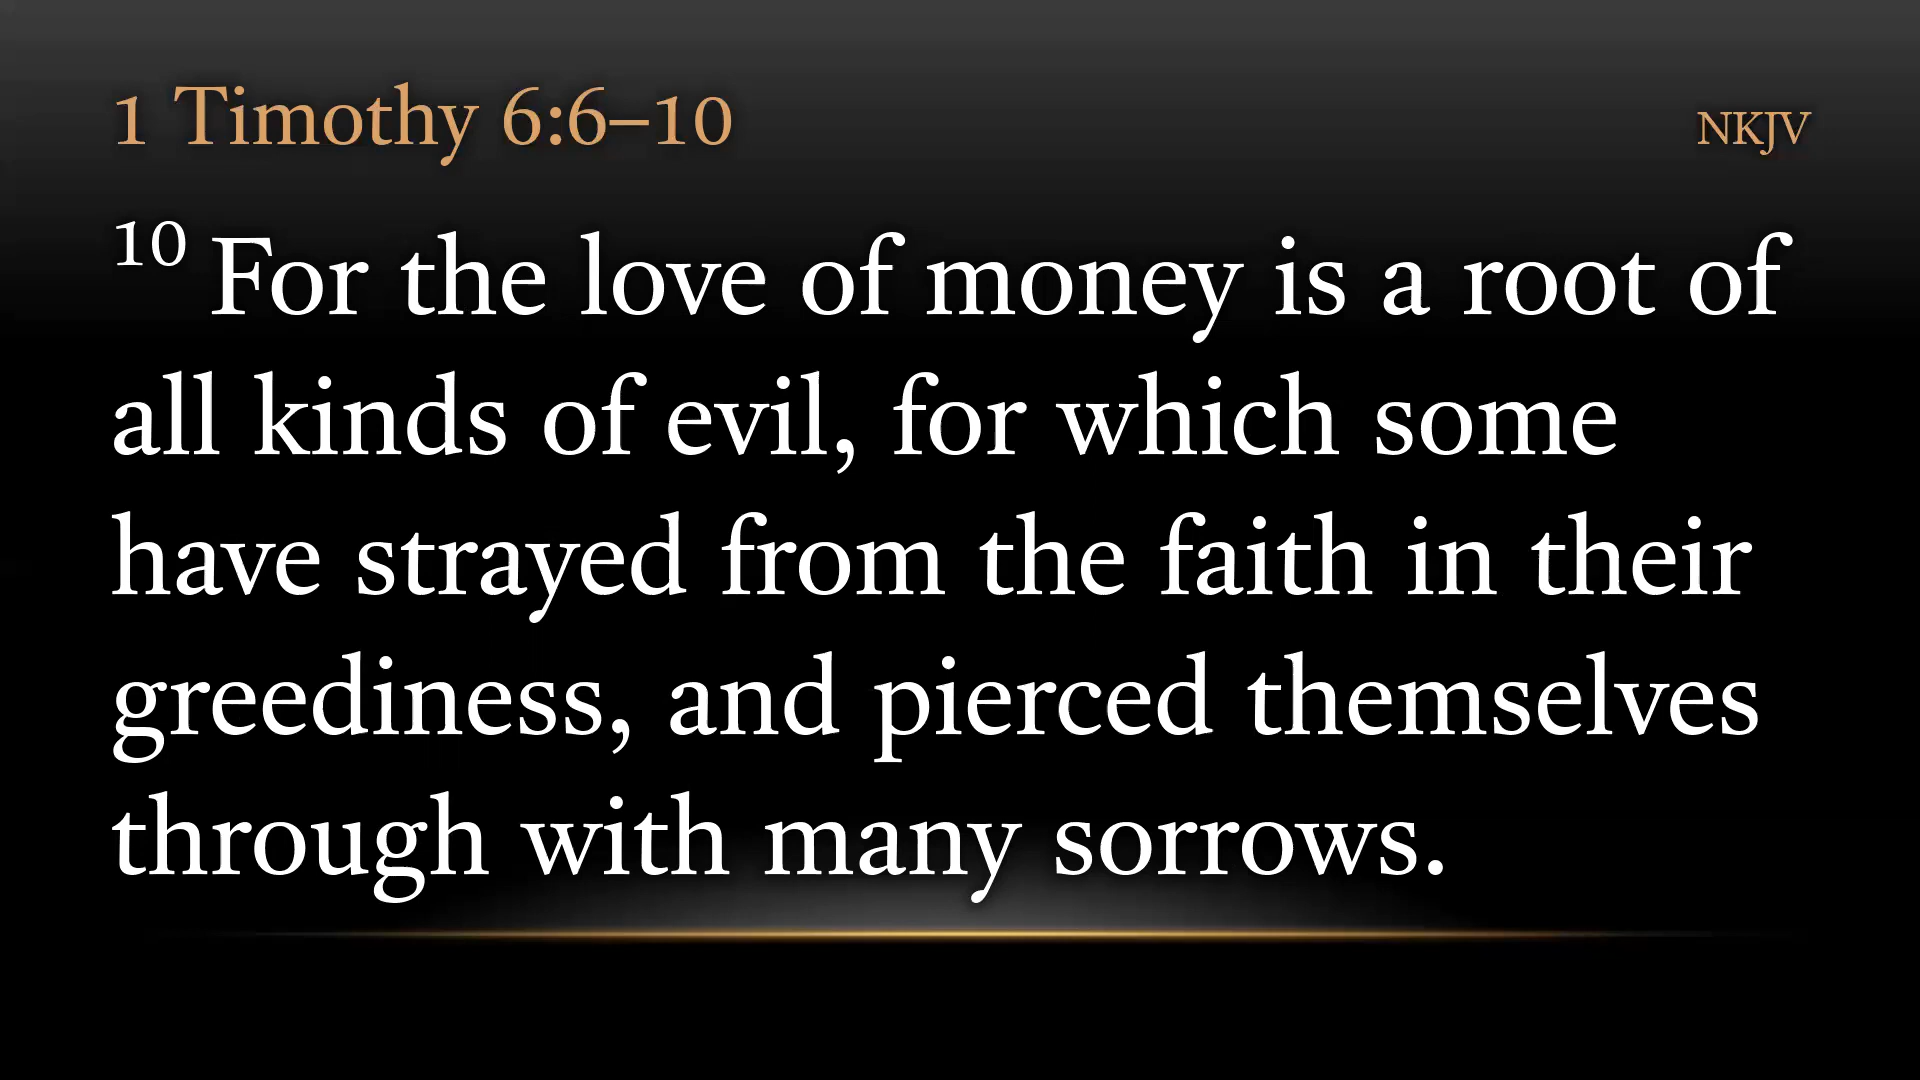 1 Timothy 6:6–10
NKJV
10 For the love of money is a root of
all kinds of evil, for which some
have strayed from the faith in their
greediness, and pierced themselves
through with many sorrows.